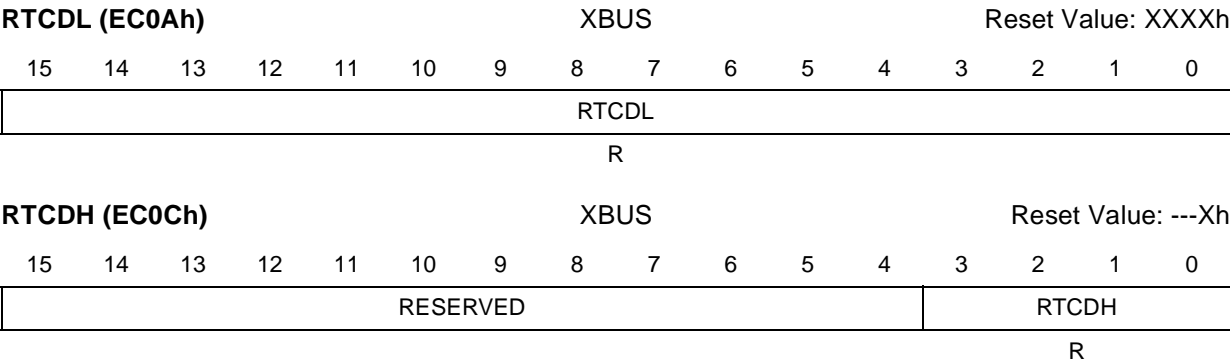 RTCDL (EC0Ah) XBUS Reset Value: XXXXh
15 14 13 12 11 10 9 8 7 6 5 4 3 2 1 0
RTCDL
R
RTCDH (EC0Ch) XBUS Reset Value: ---Xh
15 14 13 12 11 10 9 8 7 6 5 4 3 2 1 0
RESERVED RTCDH
R